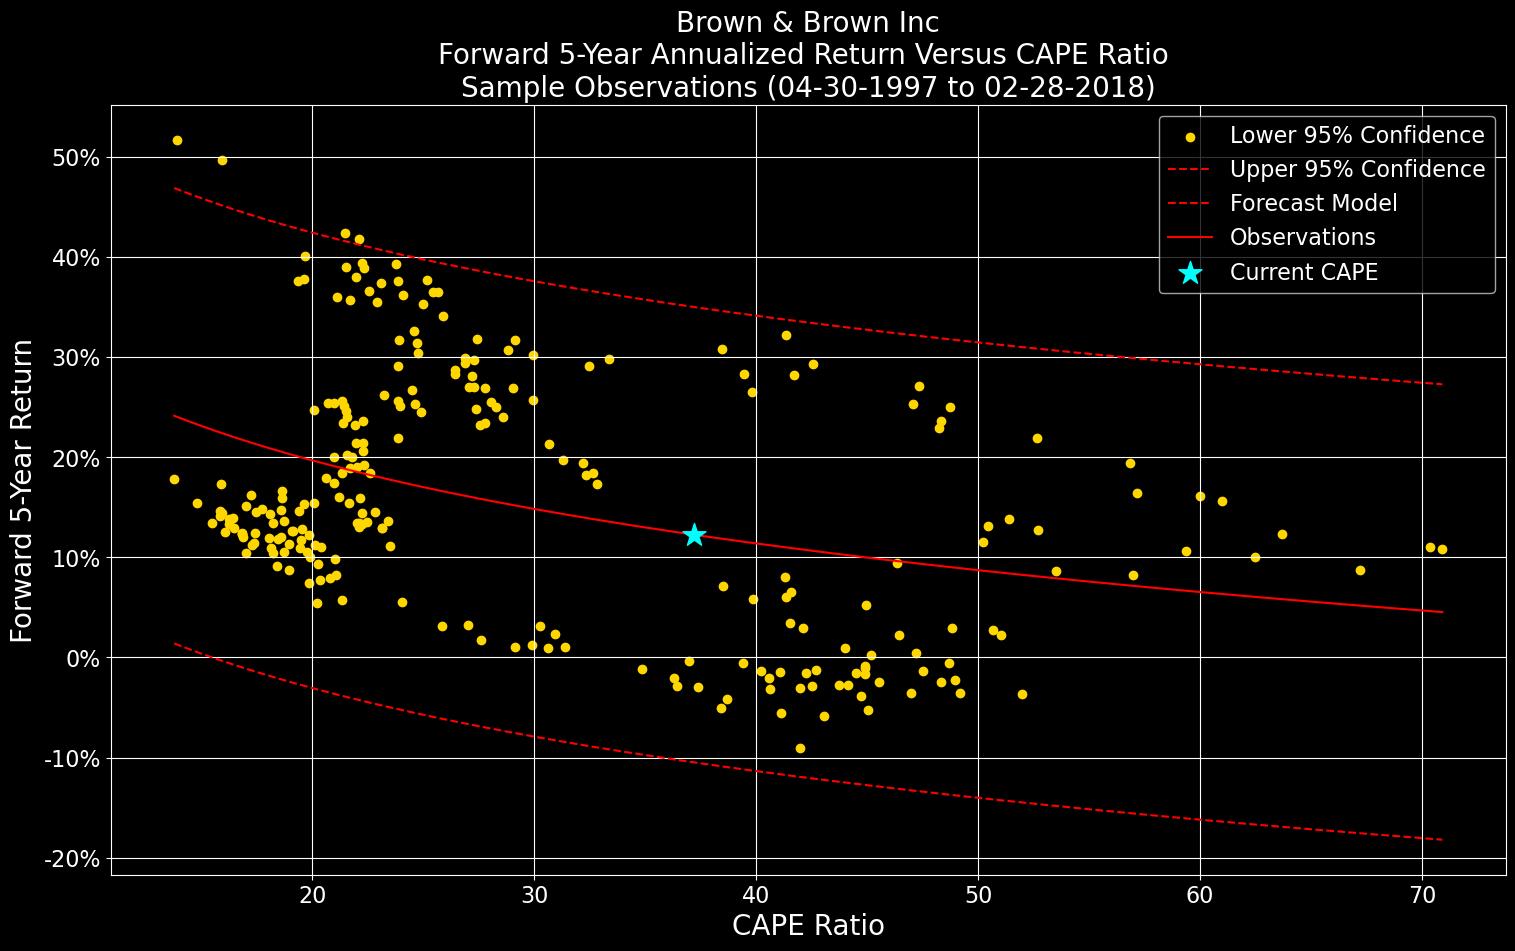 Brown & Brown Inc
Forward 5-Year Annualized Return Versus CAPE Ratio
Sample Observations (04-30-1997 to 02-28-2018)
Lower 95% Confidence
Upper 95% Confidence
Forecast Model
Observations
Current CAPE
Forward 5-Year Return
50%
40%
30%
20%
10%
0%
-10%
-20%
20 30 40 50 60 70
CAPE Ratio